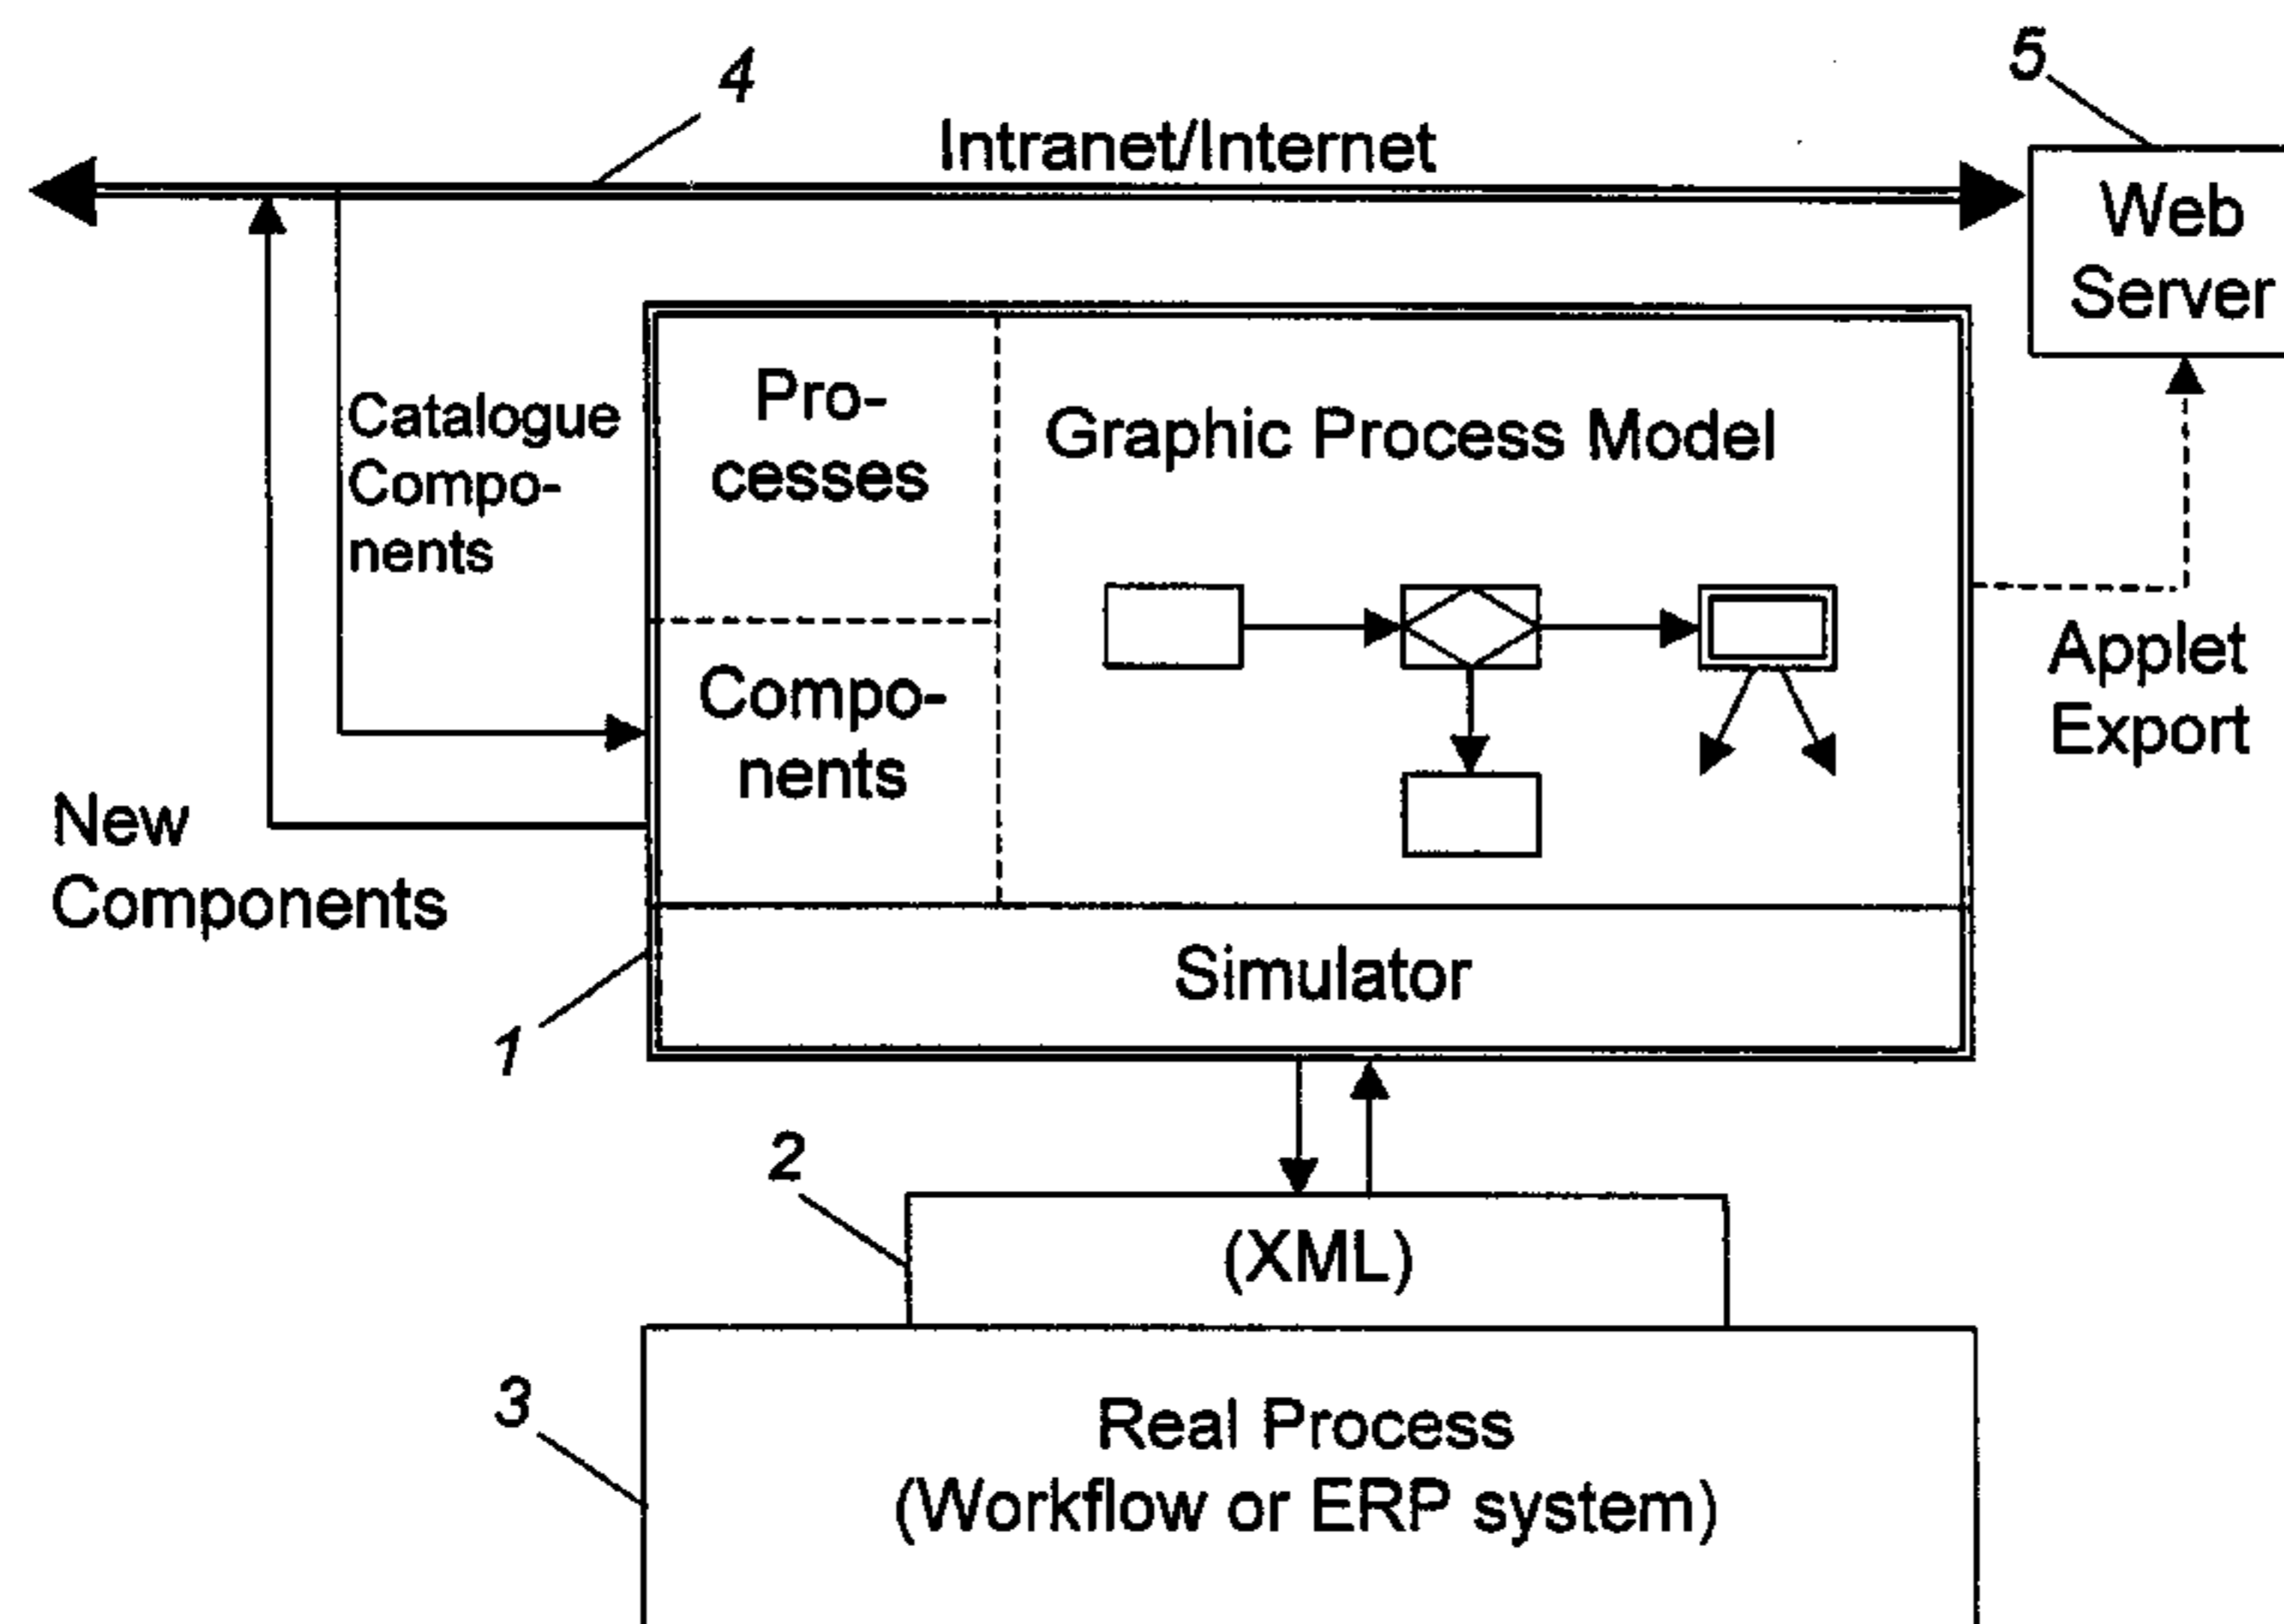 4
5
Intranet/Internet
Web
Server
Catalogue
Compo-
nents
Pro-
cesses
Graphic Process Model
Compo-
nents
Applet
Export
New
Components
Simulator
1
2
(XML)
3
Real Process
(Workflow or ERP system)